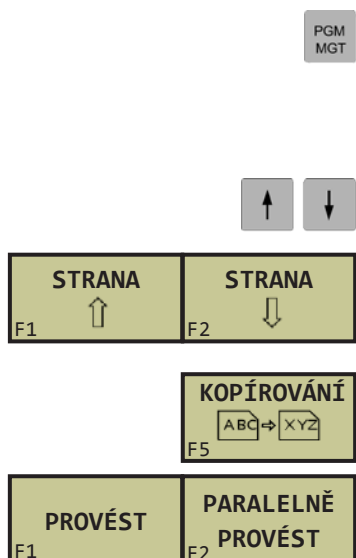 PGM
MGT
STRANA STRANA
F1 F2
KOPÍROVÁNÍ
ABC XYZ
F5
PROVÉST PARALELNĚ
PROVÉST
F1 F2